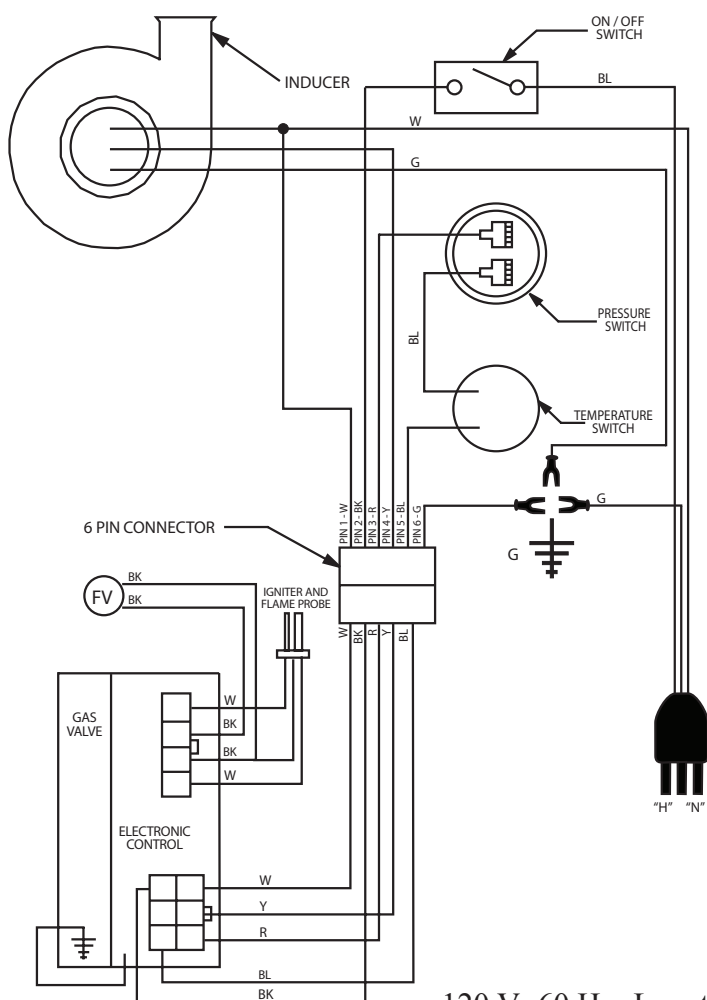 ON / OFF
SWITCH
INDUCER
BL
W
G
PRESSURE
SWITCH
BL
TEMPERATURE
SWITCH
PIN 1 - W
PIN 2 - BK
PIN 3 - R
PIN 4 - Y
PIN 5 - BL
PIN 6 - G
G
G
6 PIN CONNECTOR
FV
BK
BK
IGNITER AND
FLAME PROBE
W
BK
R
Y
BL
GAS
VALVE
W
BK
BK
W
"H"
"N"
ELECTRONIC
CONTROL
W
Y
R
BL
BK